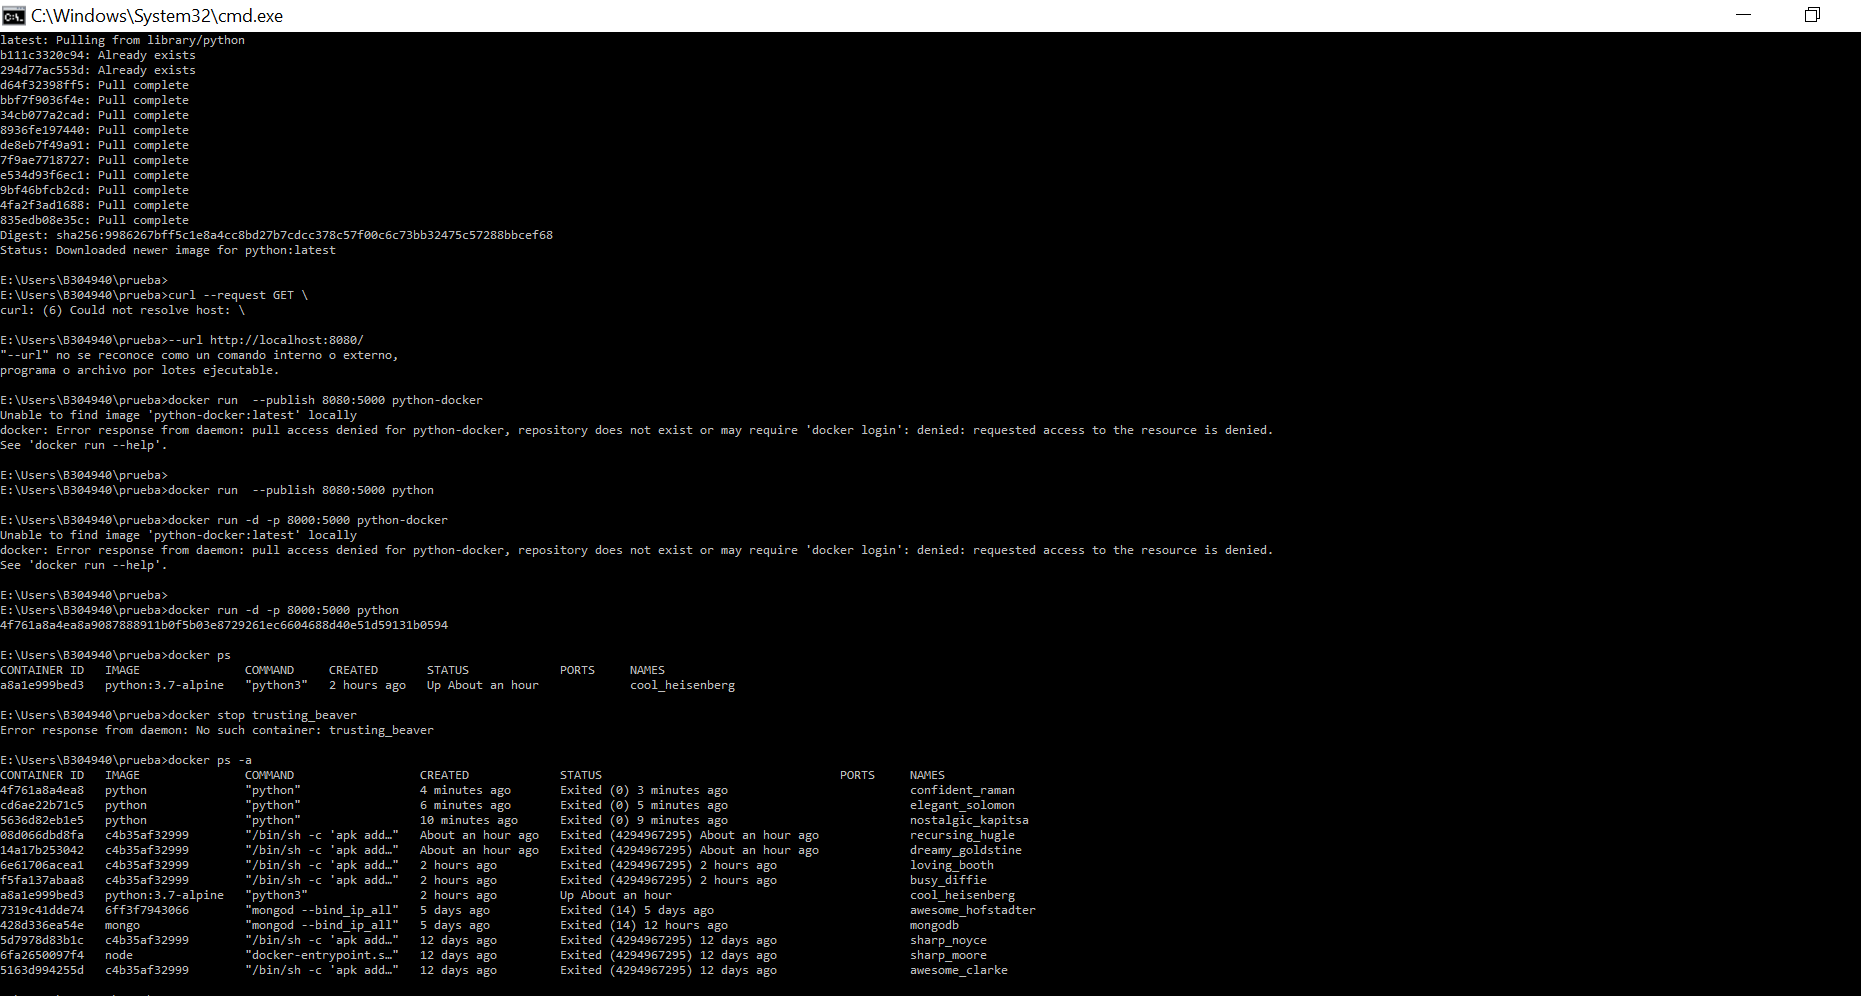 C:\Windows\System32\cmd.exe
latest: Pulling from library/python
b111c3320c94: Already exists
294d77ac553d: Already exists
d64f32398ff5: Pull complete
bbf7f9036f4e: Pull complete
34cb077a2cad: Pull complete
8936fe197440: Pull complete
de8eb7f49a91: Pull complete
7f9ae7718727: Pull complete
e534d93f6ec1: Pull complete
9bf46bfcb2cd: Pull complete
4fa2f3ad1688: Pull complete
835edb08e35c: Pull complete
Digest: sha256:9986267bff5c1e8a4cc8bd27b7cdcc378c57f00c6c73bb32475c57288bbcef68
Status: Downloaded newer image for python:latest
E:\Users\B304940\prueba>
E:\Users\B304940\prueba>curl --request GET \
curl: (6) Could not resolve host: \
E:\Users\B304940\prueba>--url http://localhost:8080/
"--url" no se reconoce como un comando interno o externo,
programa o archivo por lotes ejecutable.
E:\Users\B304940\prueba>docker run  --publish 8080:5000 python-docker
Unable to find image 'python-docker:latest' locally
docker: Error response from daemon: pull access denied for python-docker, repository does not exist or may require 'docker login': denied: requested access to the resource is denied.
See 'docker run --help'.
E:\Users\B304940\prueba>
E:\Users\B304940\prueba>docker run  --publish 8080:5000 python
E:\Users\B304940\prueba>docker run -d -p 8000:5000 python-docker
Unable to find image 'python-docker:latest' locally
docker: Error response from daemon: pull access denied for python-docker, repository does not exist or may require 'docker login': denied: requested access to the resource is denied.
See 'docker run --help'.
E:\Users\B304940\prueba>
E:\Users\B304940\prueba>docker run -d -p 8000:5000 python
4f761a8a4ea8a9087888911b0f5b03e8729261ec6604688d40e51d59131b0594
E:\Users\B304940\prueba>docker ps
CONTAINER ID   IMAGE               COMMAND     CREATED       STATUS             PORTS     NAMES
a8a1e999bed3   python:3.7-alpine   "python3"   2 hours ago   Up About an hour             cool_heisenberg
E:\Users\B304940\prueba>docker stop trusting_beaver
Error response from daemon: No such container: trusting_beaver
E:\Users\B304940\prueba>docker ps -a
CONTAINER ID   IMAGE               COMMAND                  CREATED             STATUS                                  PORTS     NAMES
4f761a8a4ea8   python              "python"                 4 minutes ago       Exited (0) 3 minutes ago                          confident_raman
cd6ae22b71c5   python              "python"                 6 minutes ago       Exited (0) 5 minutes ago                          elegant_solomon
5636d82eb1e5   python              "python"                 10 minutes ago      Exited (0) 9 minutes ago                          nostalgic_kapitsa
08d066dbd8fa   c4b35af32999        "/bin/sh -c 'apk add…"   About an hour ago   Exited (4294967295) About an hour ago             recursing_hugle
14a17b253042   c4b35af32999        "/bin/sh -c 'apk add…"   About an hour ago   Exited (4294967295) About an hour ago             dreamy_goldstine
6e61706acea1   c4b35af32999        "/bin/sh -c 'apk add…"   2 hours ago         Exited (4294967295) 2 hours ago                   loving_booth
f5fa137abaa8   c4b35af32999        "/bin/sh -c 'apk add…"   2 hours ago         Exited (4294967295) 2 hours ago                   busy_diffie
a8a1e999bed3   python:3.7-alpine   "python3"                2 hours ago         Up About an hour                                  cool_heisenberg
7319c41dde74   6ff3f7943066        "mongod --bind_ip_all"   5 days ago          Exited (14) 5 days ago                            awesome_hofstadter
428d336ea54e   mongo               "mongod --bind_ip_all"   5 days ago          Exited (14) 12 hours ago                          mongodb
5d7978d83b1c   c4b35af32999        "/bin/sh -c 'apk add…"   12 days ago         Exited (4294967295) 12 days ago                   sharp_noyce
6fa2650097f4   node                "docker-entrypoint.s…"   12 days ago         Exited (4294967295) 12 days ago                   sharp_moore
5163d994255d   c4b35af32999        "/bin/sh -c 'apk add…"   12 days ago         Exited (4294967295) 12 days ago                   awesome_clarke